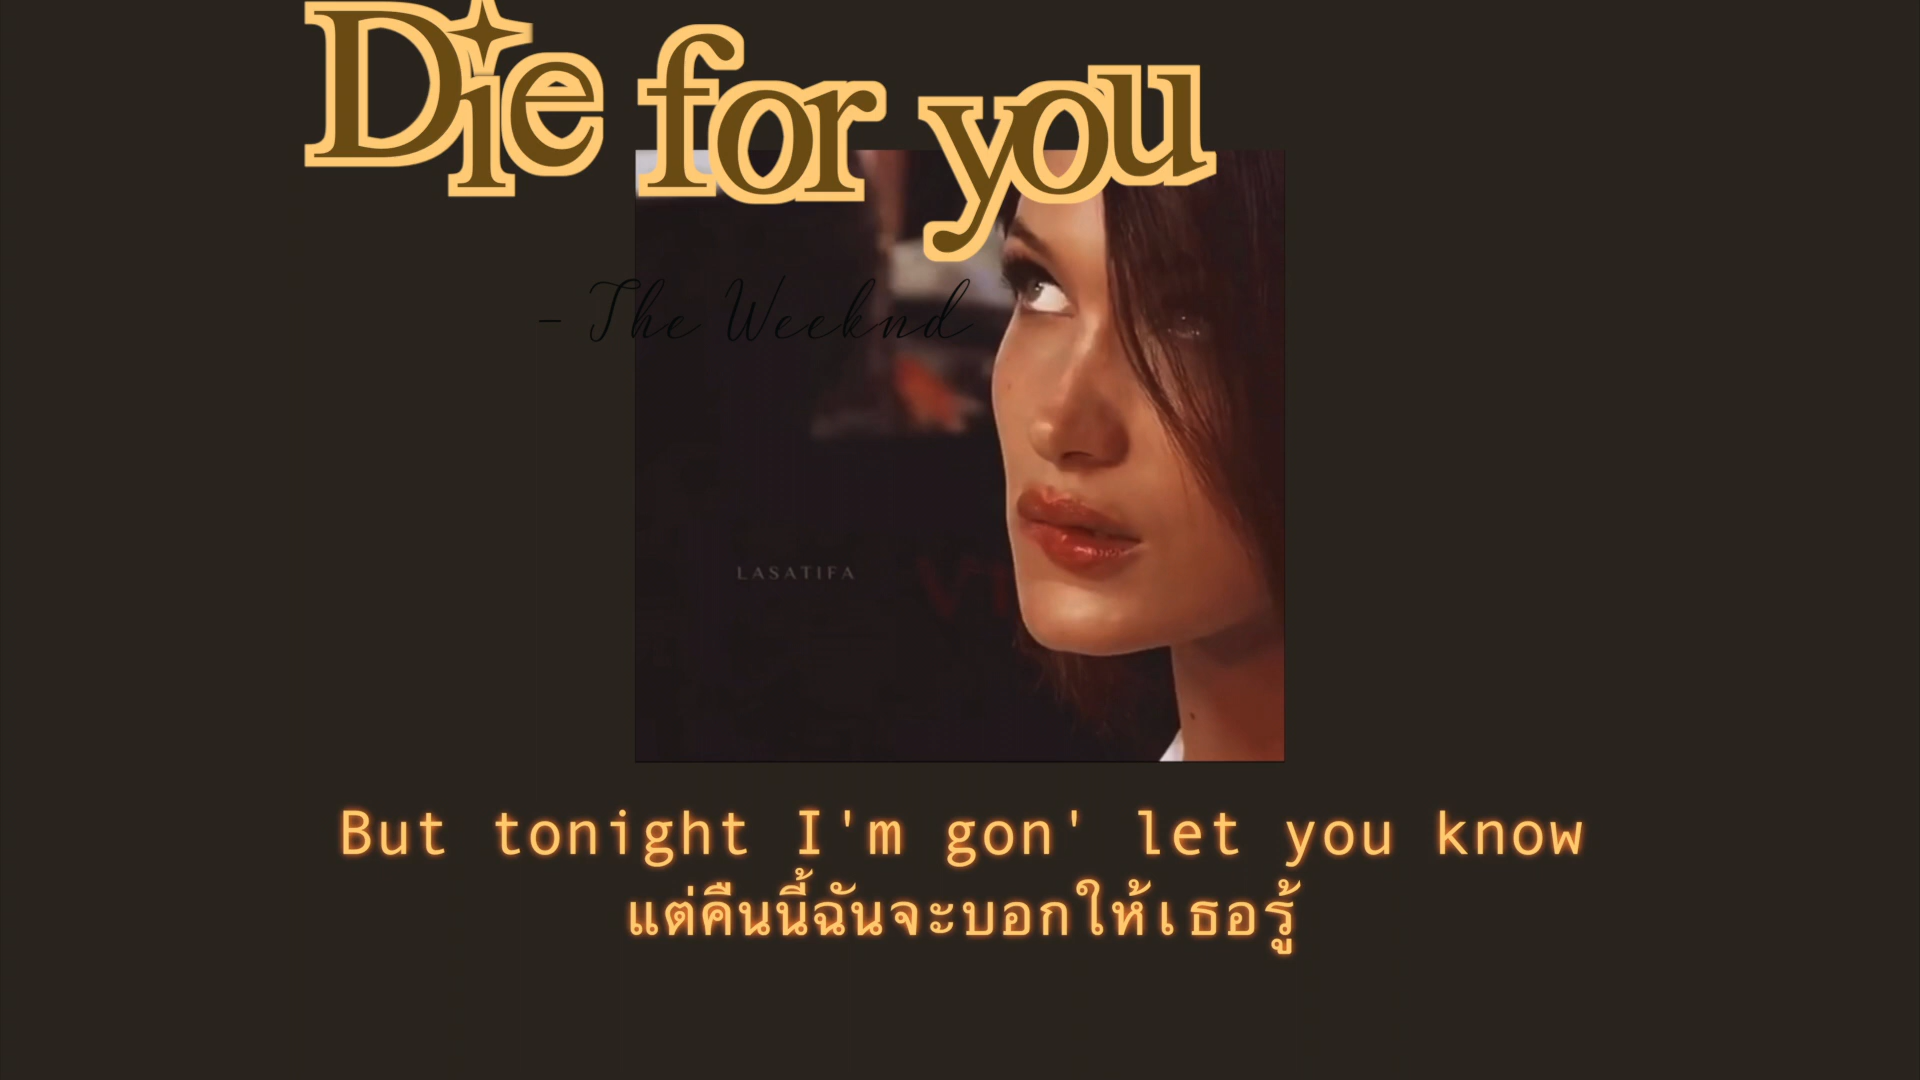 Die for you
- The Weeknd
LASATIFA
But tonight I'm gon' let you know
แต่คืนนี้ฉันจะบอกให้เธอรู้